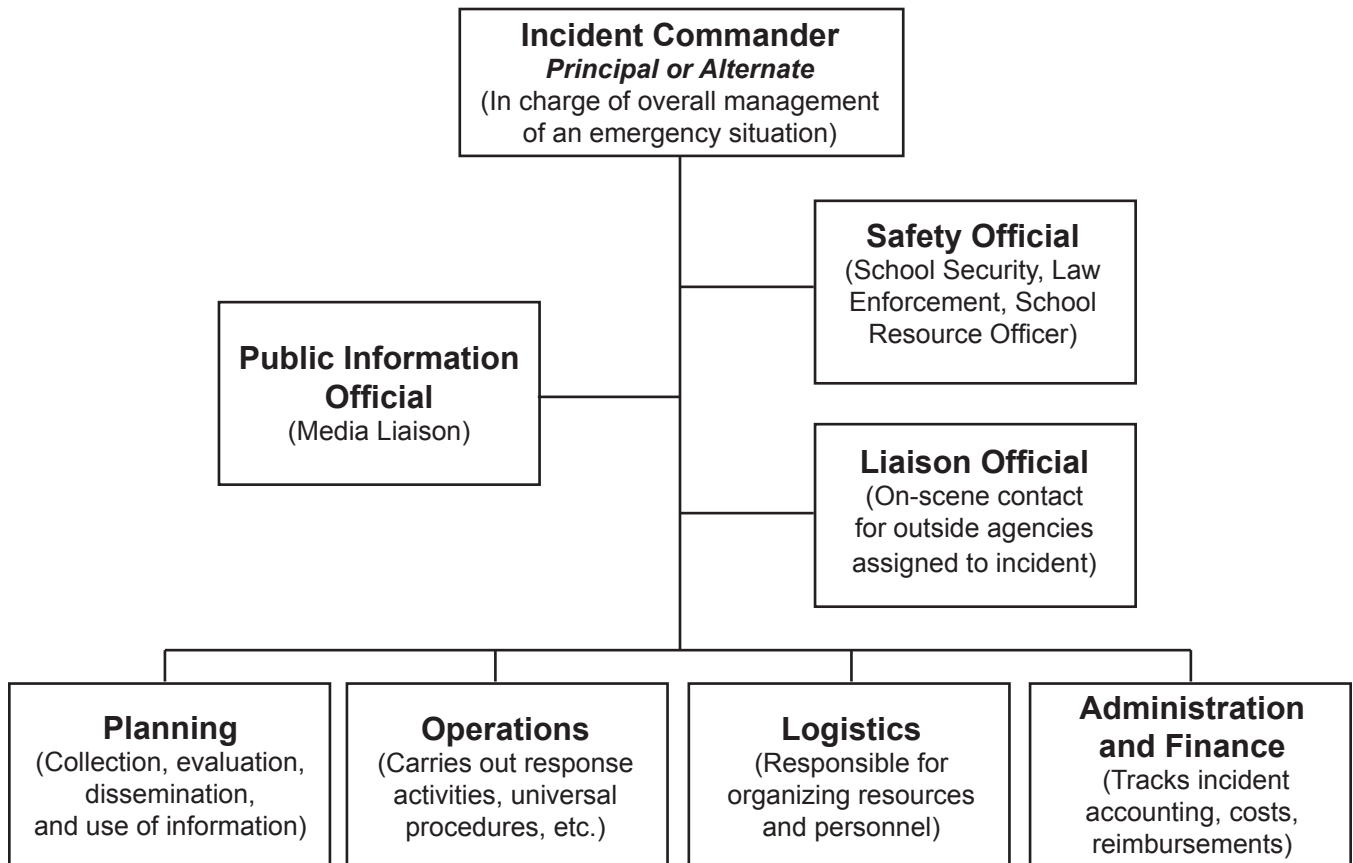 Incident Commander
Principal or Alternate
(In charge of overall management
of an emergency situation)
Safety Official
(School Security, Law
Enforcement, School
Resource Officer)
Public Information
Official
(Media Liaison)
Liaison Official
(On-scene contact
for outside agencies
assigned to incident)
Planning
(Collection, evaluation,
dissemination,
and use of information)
Operations
(Carries out response
activities, universal
procedures, etc.)
Logistics
(Responsible for
organizing resources
and personnel)
Administration
and Finance
(Tracks incident
accounting, costs,
reimbursements)